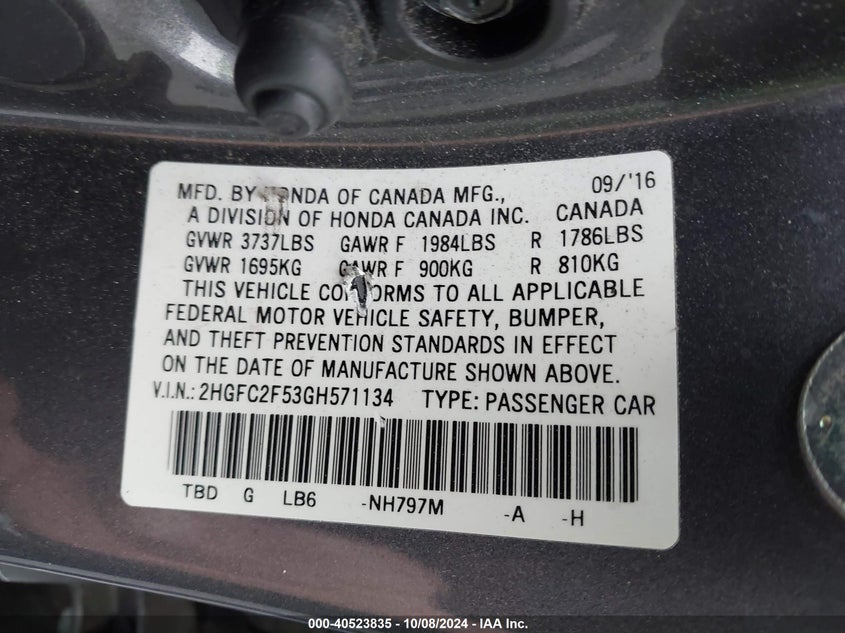 MFD. BY HONDA OF CANADA MFG., 09/'16
A DIVISION OF HONDA CANADA INC. CANADA
GVWR 3737LBS GAWR F 1984LBS R 1786LBS
GVWR 1695KG GAWR F 900KG R 810KG
THIS VEHICLE CONFORMS TO ALL APPLICABLE
FEDERAL MOTOR VEHICLE SAFETY, BUMPER,
AND THEFT PREVENTION STANDARDS IN EFFECT
ON THE DATE OF MANUFACTURE SHOWN ABOVE.
V.I.N.: 2HGFC2F53GH571134 TYPE: PASSENGER CAR
TBD G LB6 -NH797M -A -H
000-40523835 - 10/08/2024 - IAA Inc.